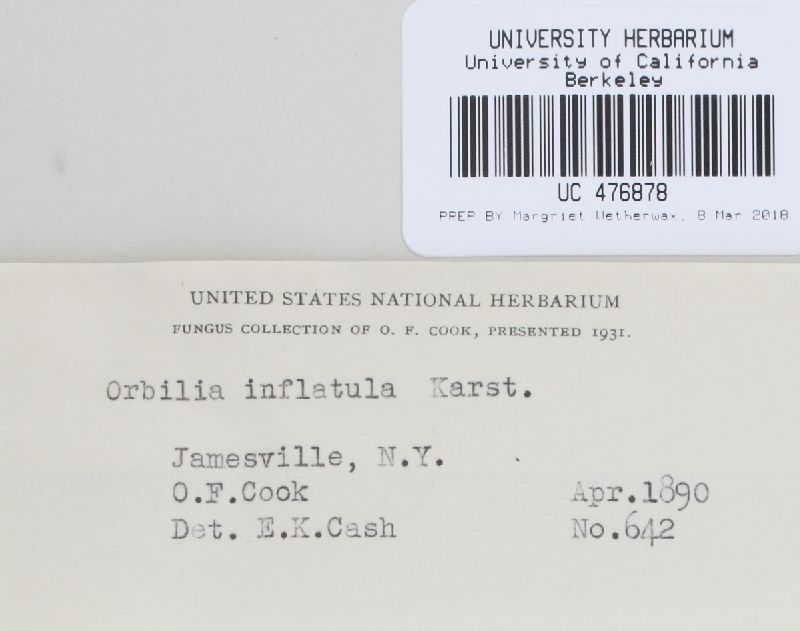 UNIVERSITY HERBARIUM
University of California
Berkeley
UC 476878
PREP BY Margriet Wetherwax, 8 Mar 2018
UNITED STATES NATIONAL HERBARIUM
FUNGUS COLLECTION OF O. F. COOK, PRESENTED 1931.
Orbilia inflatula Karst.
Jamesville, N.Y.
O.F.Cook Apr.1890
Det. E.K.Cash No.642